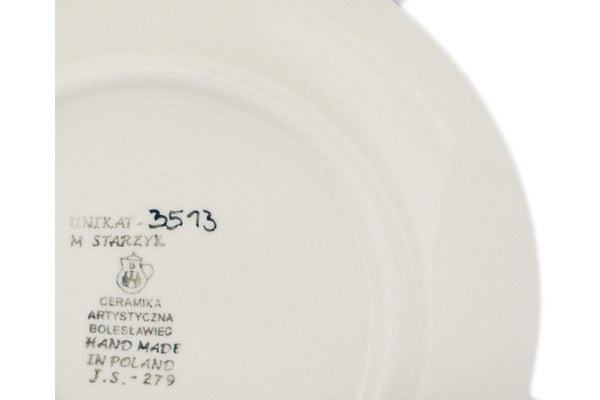 UNIKAT-3513
M STARZYK
B
CERAMIKA
ARTYSTYCZNA
BOLESŁAWIEC
HAND MADE
IN POLAND
J.S.-279